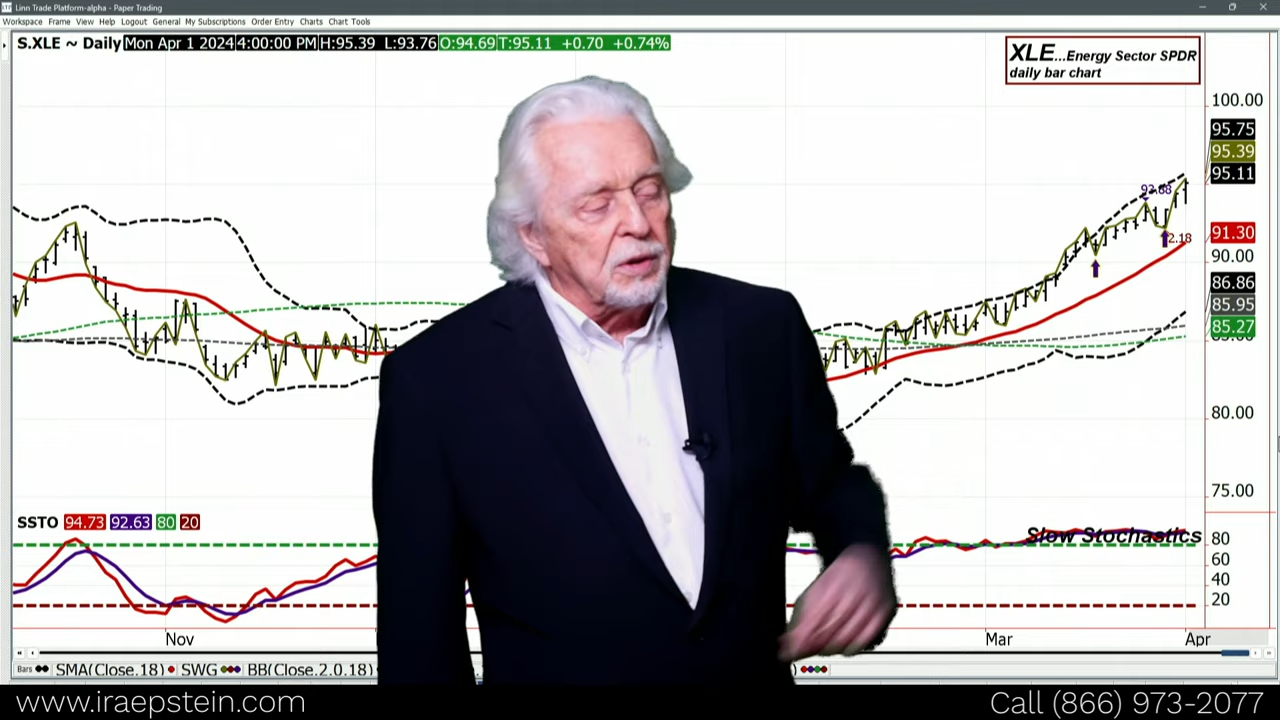 Linn Trade Platform-alpha - Paper Trading
Workspace Frame View Help Logout General My Subscriptions Order Entry Charts Chart Tools
S.XLE ~ Daily Mon Apr 1 2024 4:00:00 PM H:95.39 L:93.76 O:94.69 T:95.11 +0.70 +0.74%
XLE...Energy Sector SPDR
daily bar chart
100.00
95.75
95.39
95.11
92.18
91.30
90.00
86.86
85.95
85.27
80.00
75.00
SSTO 94.73 92.63 80 20
Slow Stochastics
80
60
40
20
Nov Mar Apr
Bars SMA(Close.18) SWG BB(Close.2.0.18)
www.iraepstein.com Call (866) 973-2077